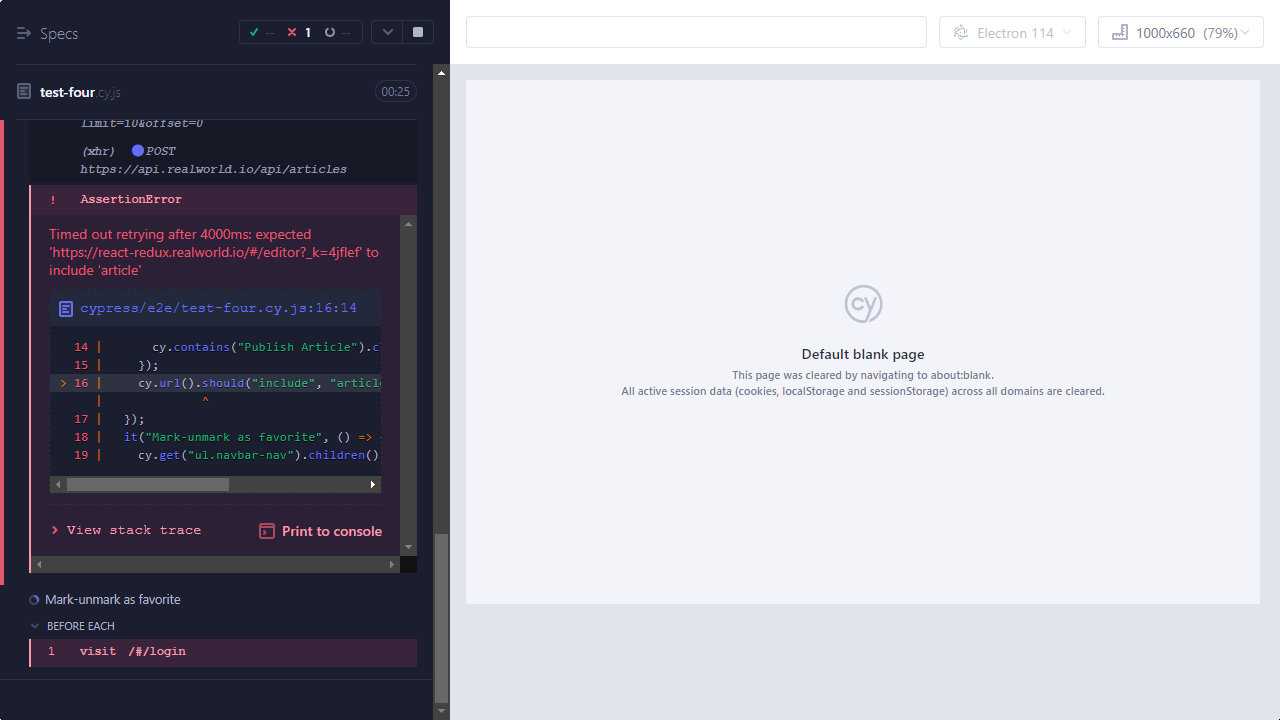 Specs
-- 1 --
Electron 114
1000x660 (79%)
test-four.cy.js
00:25
limit=10&offset=0
(xhr) POST
https://api.realworld.io/api/articles
! AssertionError
Timed out retrying after 4000ms: expected
'https://react-redux.realworld.io/#/editor?_k=4jflef' to
include 'article'
cypress/e2e/test-four.cy.js:16:14
14 | cy.contains("Publish Article").c
15 | });
> 16 | cy.url().should("include", "article
| ^
17 | });
18 | it("Mark-unmark as favorite", () =>
19 | cy.get("ul.navbar-nav").children()
> View stack trace
Print to console
Mark-unmark as favorite
BEFORE EACH
1 visit /#/login
cy
Default blank page
This page was cleared by navigating to about:blank.
All active session data (cookies, localStorage and sessionStorage) across all domains are cleared.